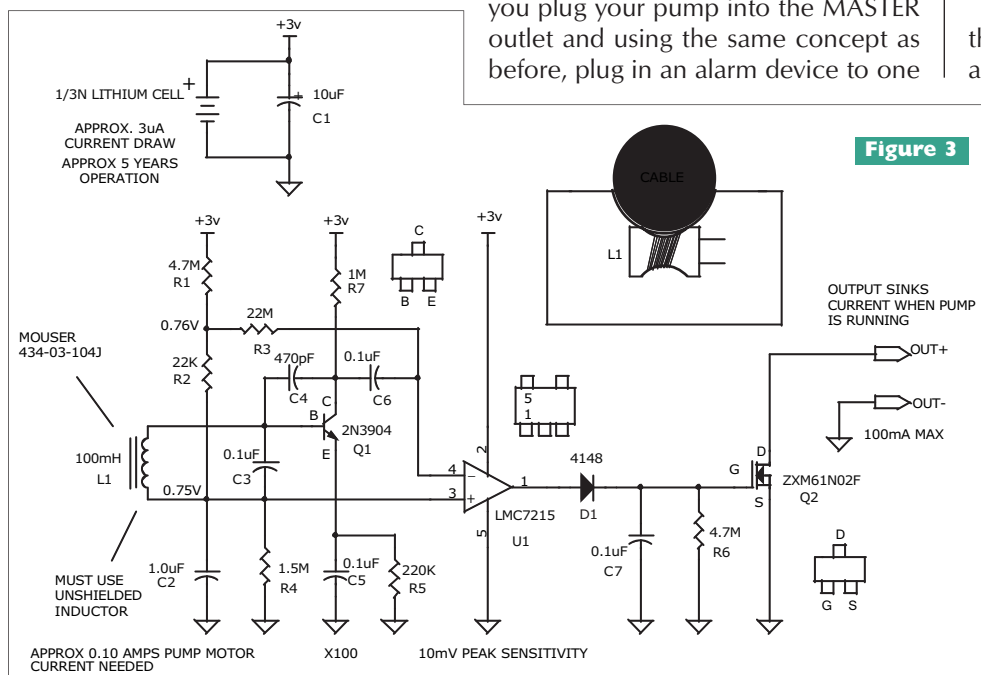 you plug your pump into the MASTER
outlet and using the same concept as
before, plug in an alarm device to one
th
a
Figure 3
+3v
1/3N LITHIUM CELL
+
+
10uF
C1
APPROX. 3uA
CURRENT DRAW
APPROX 5 YEARS
OPERATION
CABLE
L1
+3v
+3v
+3v
C
B E
4.7M
R1
1M
R7
0.76V
22M
R3
MOUSER
434-03-104J
22K
R2
470pF
C4
0.1uF
C6
C
B
E
2N3904
Q1
100mH
L1
0.1uF
C3
0.75V
5
1
2
4
3
1
5
-
+
LMC7215
U1
4148
D1
OUTPUT SINKS
CURRENT WHEN PUMP
IS RUNNING
OUT+
OUT-
100mA MAX
D
G
S
ZXM61N02F
Q2
MUST USE
UNSHIELDED
INDUCTOR
1.0uF
C2
1.5M
R4
0.1uF
C5
220K
R5
0.1uF
C7
4.7M
R6
D
G S
APPROX 0.10 AMPS PUMP MOTOR
CURRENT NEEDED
X100
10mV PEAK SENSITIVITY